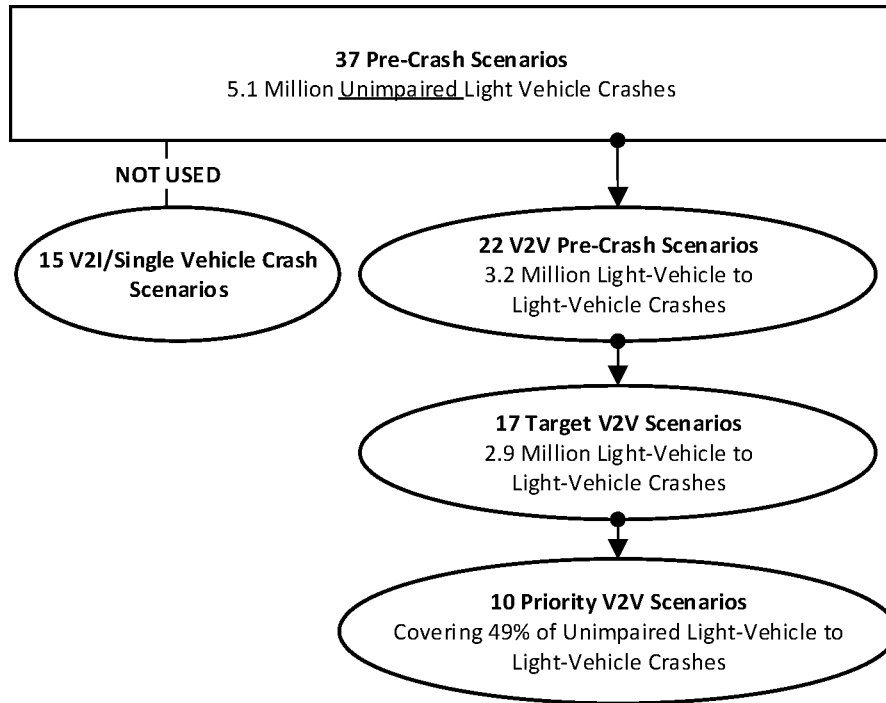 37 Pre-Crash Scenarios
5.1 Million Unimpaired Light Vehicle Crashes
NOT USED
15 V2I/Single Vehicle Crash
Scenarios
22 V2V Pre-Crash Scenarios
3.2 Million Light-Vehicle to
Light-Vehicle Crashes
17 Target V2V Scenarios
2.9 Million Light-Vehicle to
Light-Vehicle Crashes
10 Priority V2V Scenarios
Covering 49% of Unimpaired Light-Vehicle to
Light-Vehicle Crashes